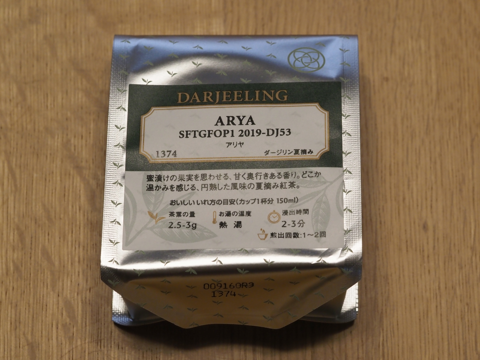 DARJEELING
ARYA
SFTGFOP1 2019-DJ53
アリヤ
1374 ダージリン夏摘み
蜜漬けの果実を思わせる、甘く奥行きある香り。どこか
温かみを感じる、円熟した風味の夏摘み紅茶。
おいしいいれ方の目安(カップ1杯分 150ml)
茶葉の量 お湯の温度 浸出時間
2.5-3g 熱湯 2-3分
煎出回数:1〜2回
009160A9
1374